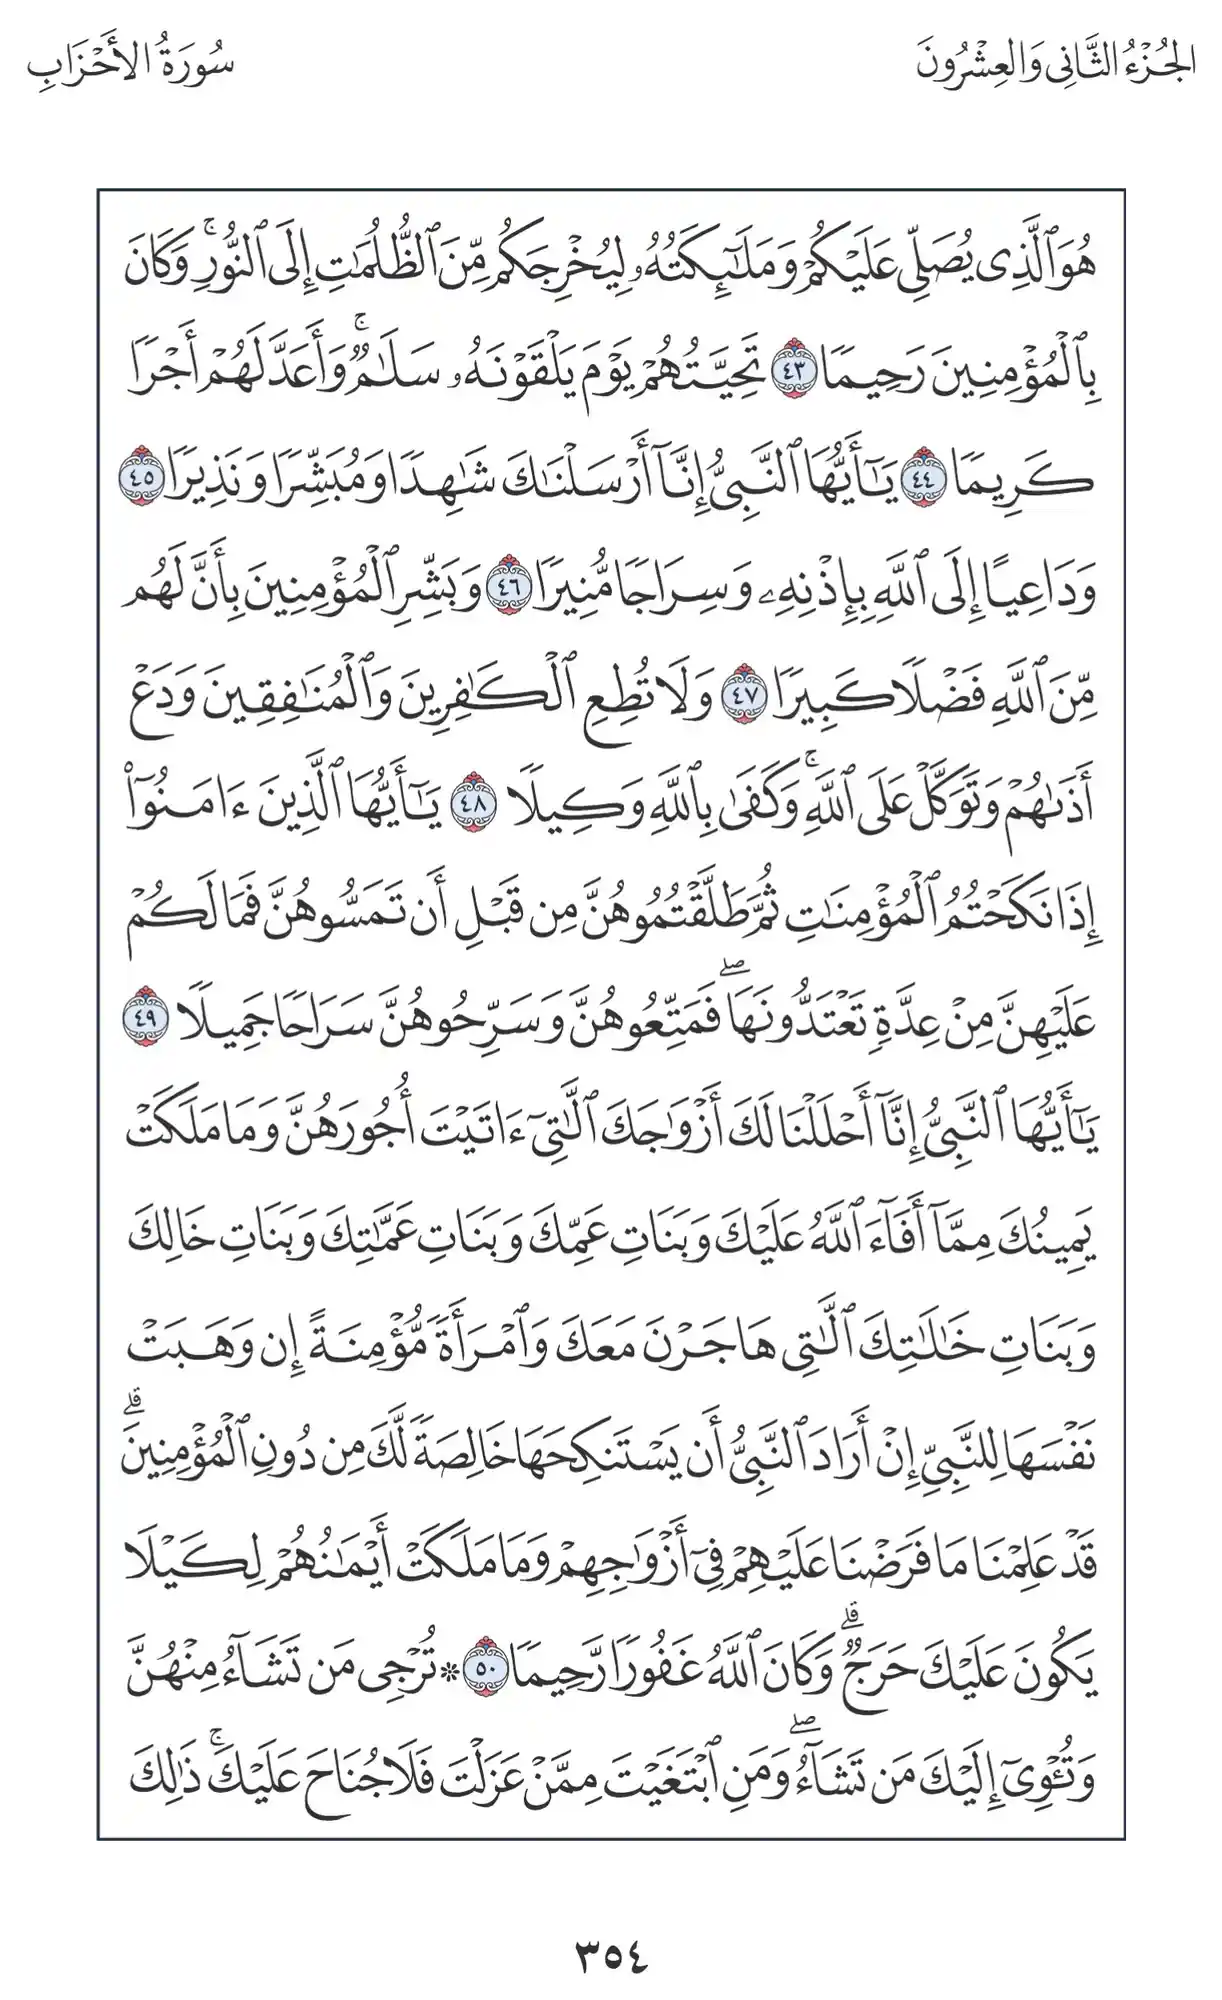 الجُزْءُ الثَّانِي وَالعِشْرُونَ
سُورَةُ الأَحْزَابِ
هُوَ ٱلَّذِى يُصَلِّى عَلَيْكُمْ وَمَلَٰٓئِكَتُهُۥ لِيُخْرِجَكُم مِّنَ ٱلظُّلُمَٰتِ إِلَى ٱلنُّورِ ۚ وَكَانَ
بِٱلْمُؤْمِنِينَ رَحِيمًا ٤٣ تَحِيَّتُهُمْ يَوْمَ يَلْقَوْنَهُۥ سَلَٰمٌ ۚ وَأَعَدَّ لَهُمْ أَجْرًا
كَرِيمًا ٤٤ يَٰٓأَيُّهَا ٱلنَّبِىُّ إِنَّآ أَرْسَلْنَٰكَ شَٰهِدًا وَمُبَشِّرًا وَنَذِيرًا ٤٥
وَدَاعِيًا إِلَى ٱللَّهِ بِإِذْنِهِۦ وَسِرَاجًا مُّنِيرًا ٤٦ وَبَشِّرِ ٱلْمُؤْمِنِينَ بِأَنَّ لَهُم
مِّنَ ٱللَّهِ فَضْلًا كَبِيرًا ٤٧ وَلَا تُطِعِ ٱلْكَٰفِرِينَ وَٱلْمُنَٰفِقِينَ وَدَعْ
أَذَىٰهُمْ وَتَوَكَّلْ عَلَى ٱللَّهِ ۚ وَكَفَىٰ بِٱللَّهِ وَكِيلًا ٤٨ يَٰٓأَيُّهَا ٱلَّذِينَ ءَامَنُوٓا۟
إِذَا نَكَحْتُمُ ٱلْمُؤْمِنَٰتِ ثُمَّ طَلَّقْتُمُوهُنَّ مِن قَبْلِ أَن تَمَسُّوهُنَّ فَمَا لَكُمْ
عَلَيْهِنَّ مِنْ عِدَّةٍ تَعْتَدُّونَهَا ۖ فَمَتِّعُوهُنَّ وَسَرِّحُوهُنَّ سَرَاحًا جَمِيلًا ٤٩
يَٰٓأَيُّهَا ٱلنَّبِىُّ إِنَّآ أَحْلَلْنَا لَكَ أَزْوَٰجَكَ ٱلَّٰتِىٓ ءَاتَيْتَ أُجُورَهُنَّ وَمَا مَلَكَتْ
يَمِينُكَ مِمَّآ أَفَآءَ ٱللَّهُ عَلَيْكَ وَبَنَاتِ عَمِّكَ وَبَنَاتِ عَمَّٰتِكَ وَبَنَاتِ خَالِكَ
وَبَنَاتِ خَٰلَٰتِكَ ٱلَّٰتِى هَاجَرْنَ مَعَكَ وَٱمْرَأَةً مُّؤْمِنَةً إِن وَهَبَتْ
نَفْسَهَا لِلنَّبِىِّ إِنْ أَرَادَ ٱلنَّبِىُّ أَن يَسْتَنكِحَهَا خَالِصَةً لَّكَ مِن دُونِ ٱلْمُؤْمِنِينَ ۗ
قَدْ عَلِمْنَا مَا فَرَضْنَا عَلَيْهِمْ فِىٓ أَزْوَٰجِهِمْ وَمَا مَلَكَتْ أَيْمَٰنُهُمْ لِكَيْلَا
يَكُونَ عَلَيْكَ حَرَجٌ ۗ وَكَانَ ٱللَّهُ غَفُورًا رَّحِيمًا ٥٠ * تُرْجِى مَن تَشَآءُ مِنْهُنَّ
وَتُـْٔوِىٓ إِلَيْكَ مَن تَشَآءُ ۖ وَمَنِ ٱبْتَغَيْتَ مِمَّنْ عَزَلْتَ فَلَا جُنَاحَ عَلَيْكَ ۚ ذَٰلِكَ
٣٥٤